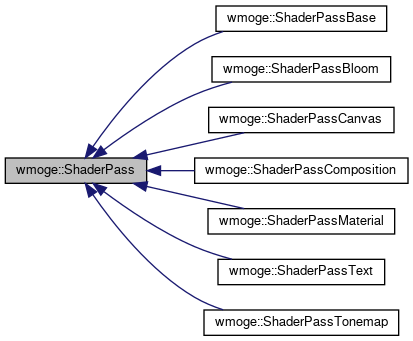 wmoge::ShaderPassBase
wmoge::ShaderPassBloom
wmoge::ShaderPassCanvas
wmoge::ShaderPass
wmoge::ShaderPassComposition
wmoge::ShaderPassMaterial
wmoge::ShaderPassText
wmoge::ShaderPassTonemap